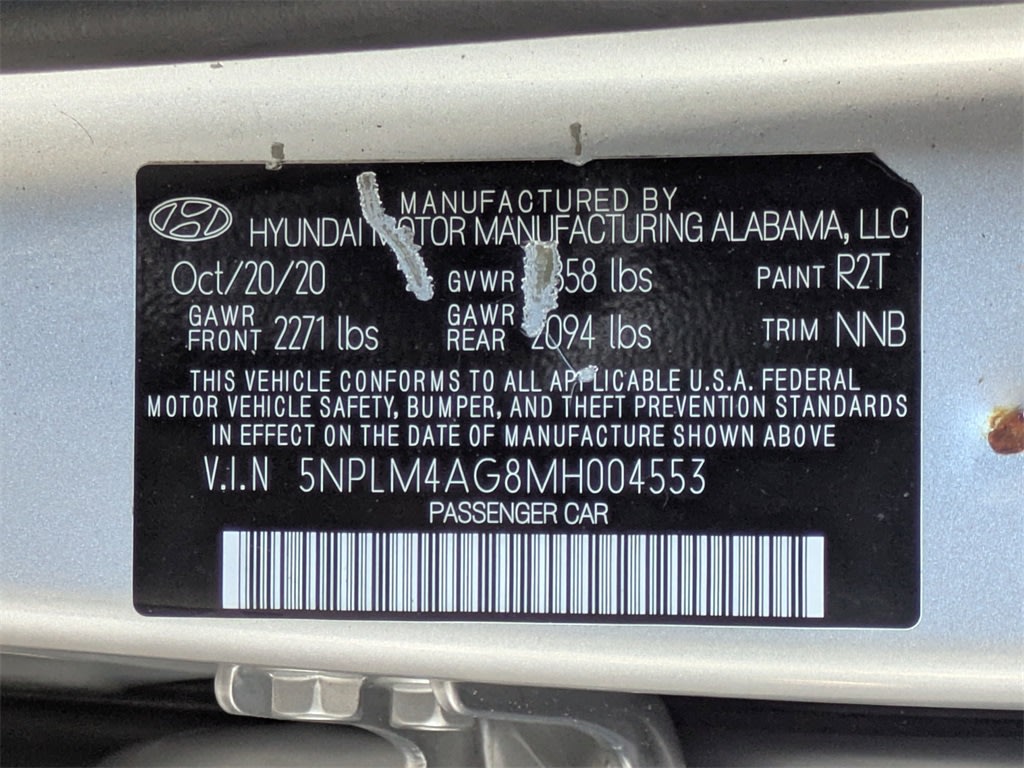 MANUFACTURED BY
HYUNDAI MOTOR MANUFACTURING ALABAMA, LLC
Oct/20/20 GVWR 358 lbs PAINT R2T
GAWR FRONT 2271 lbs GAWR REAR 2094 lbs TRIM NNB
THIS VEHICLE CONFORMS TO ALL APPLICABLE U.S.A. FEDERAL
MOTOR VEHICLE SAFETY, BUMPER, AND THEFT PREVENTION STANDARDS
IN EFFECT ON THE DATE OF MANUFACTURE SHOWN ABOVE
V.I.N 5NPLM4AG8MH004553
PASSENGER CAR